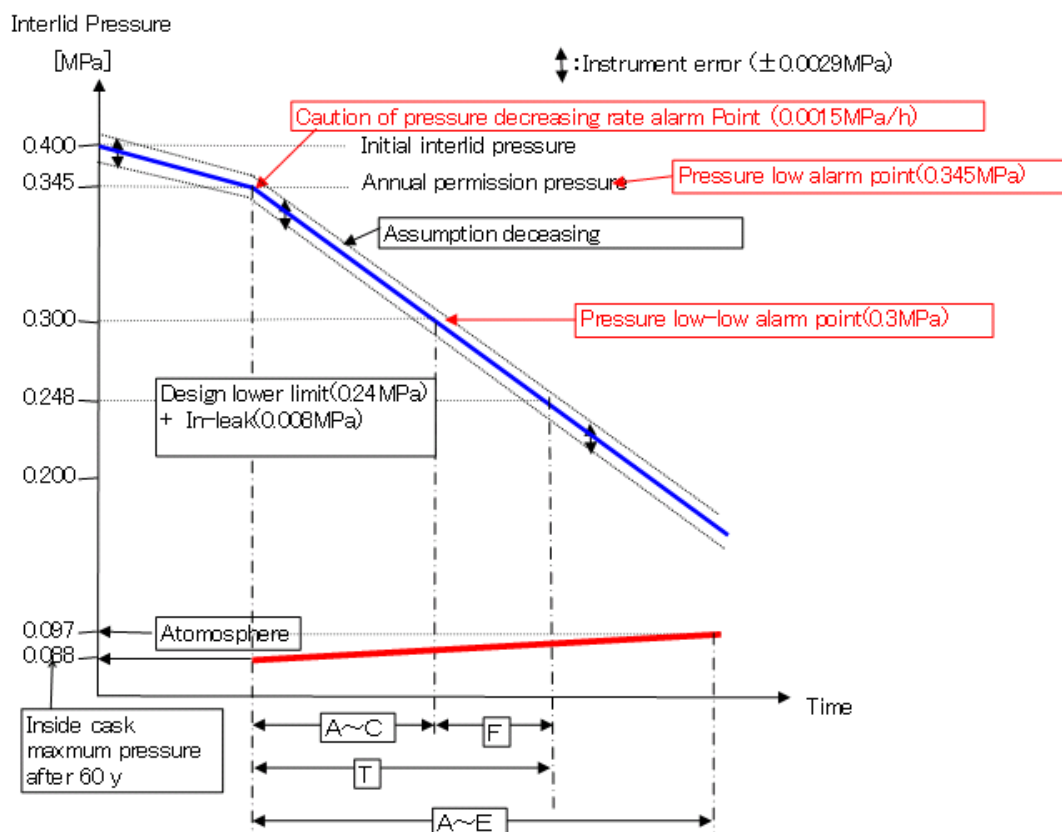 Interlid Pressure
[MPa]
:Instrument error (±0.0029MPa)
Caution of pressure decreasing rate alarm Point (0.0015MPa/h)
0.400
Initial interlid pressure
0.345
Annual permission pressure
Pressure low alarm point(0.345MPa)
Assumption deceasing
0.300
Pressure low-low alarm point(0.3MPa)
Design lower limit(0.24MPa)
+ In-leak(0.008MPa)
0.248
0.200
0.097
Atomosphere
0.088
Time
Inside cask
maxmum pressure
after 60 y
A～C
F
T
A～E